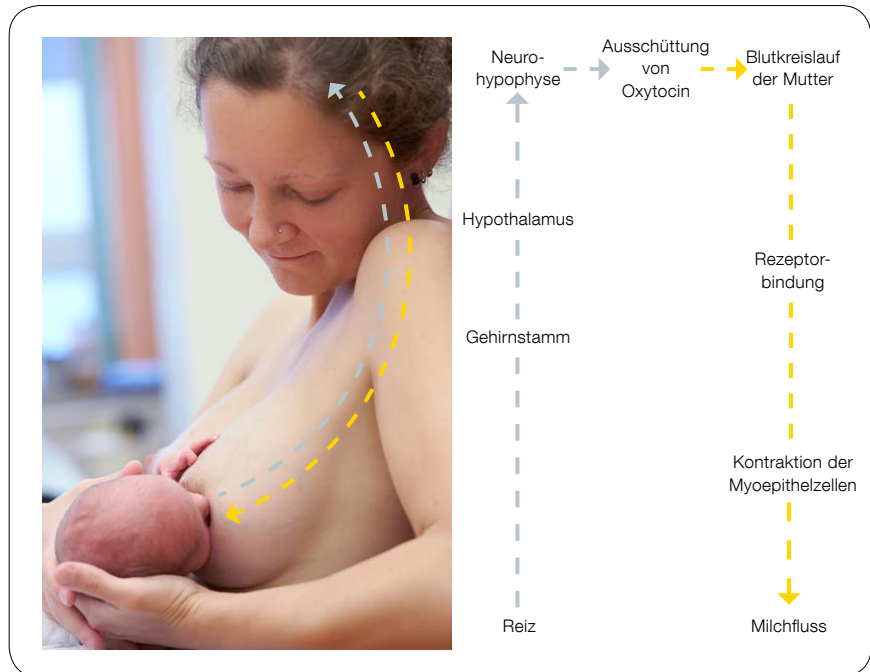 Neuro-
hypophyse
Ausschüttung
von
Oxytocin
Blutkreislauf
der Mutter
Hypothalamus
Rezeptor-
bindung
Gehirnstamm
Kontraktion der
Myoepithelzellen
Reiz
Milchfluss